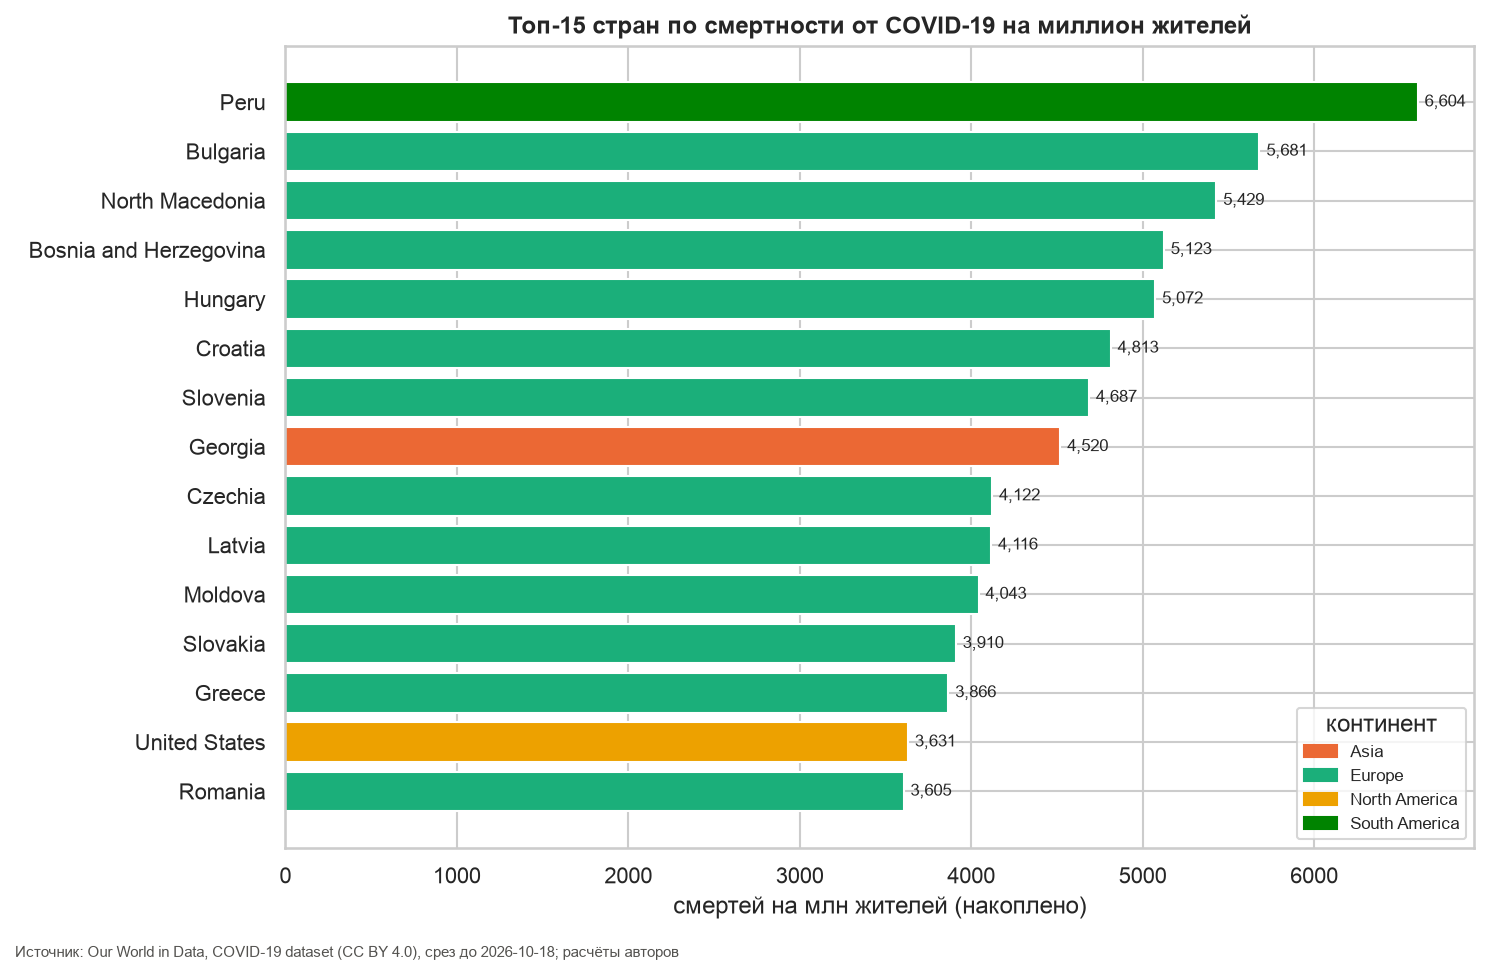 Топ-15 стран по смертности от COVID-19 на миллион жителей
Peru 6,604
Bulgaria 5,681
North Macedonia 5,429
Bosnia and Herzegovina 5,123
Hungary 5,072
Croatia 4,813
Slovenia 4,687
Georgia 4,520
Czechia 4,122
Latvia 4,116
Moldova 4,043
Slovakia 3,910
Greece 3,866
United States 3,631
Romania 3,605
континент
Asia
Europe
North America
South America
0 1000 2000 3000 4000 5000 6000
смертей на млн жителей (накоплено)
Источник: Our World in Data, COVID-19 dataset (CC BY 4.0), срез до 2026-10-18; расчёты авторов